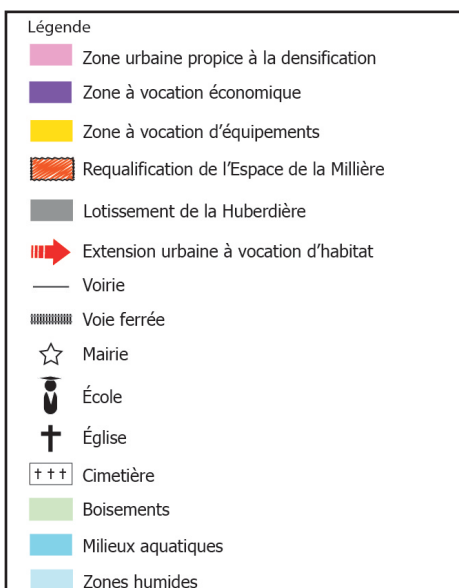 Légende
Zone urbaine propice à la densification
Zone à vocation économique
Zone à vocation d'équipements
Requalification de l'Espace de la Millière
Lotissement de la Huberdière
Extension urbaine à vocation d'habitat
Voirie
Voie ferrée
Mairie
École
Église
Cimetière
Boisements
Milieux aquatiques
Zones humides